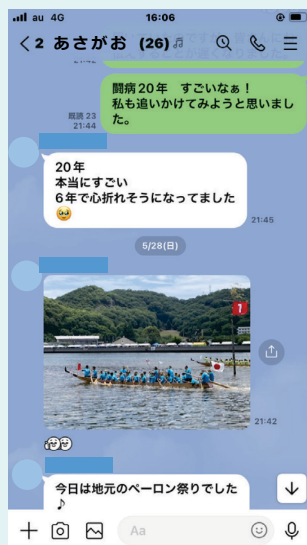 au 4G 16:06
2 あさがお (26)
21:42
闘病20年 すごいなぁ！
私も追いかけてみようと思いまし
た。
既読 23
21:44
20年
本当にすごい
6年で心折れそうになってました
21:45
5/28(日)
1
21:42
今日は地元のペーロン祭りでした
♪
Aa